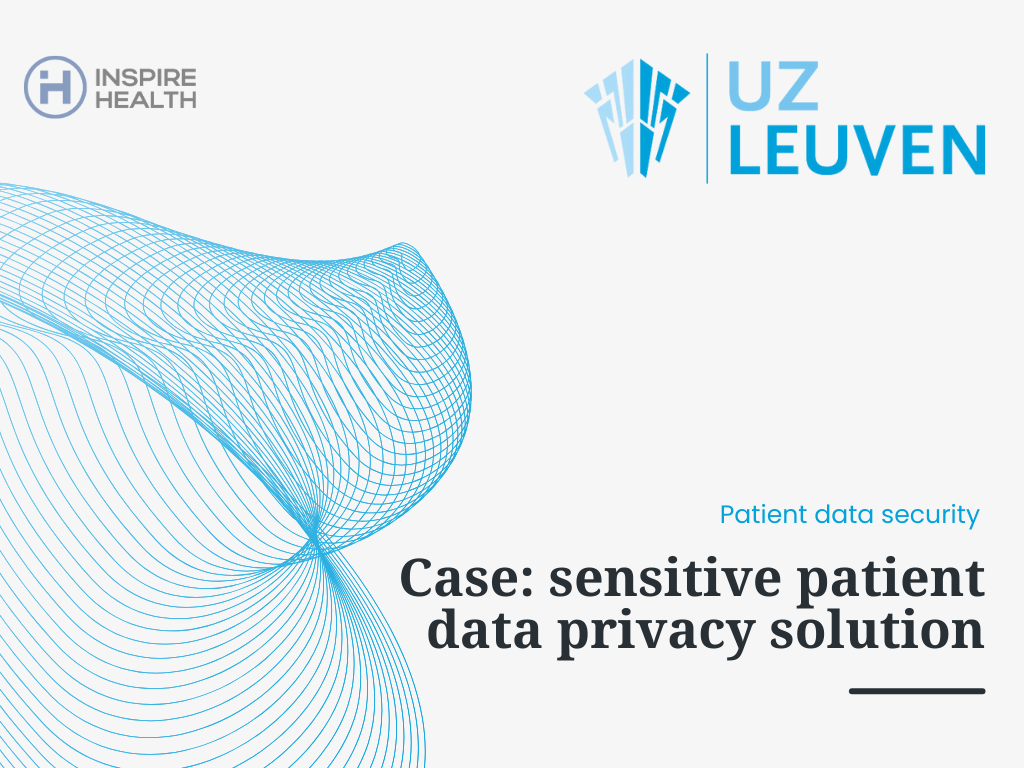 INSPIRE
HEALTH
UZ
LEUVEN
Patient data security
Case: sensitive patient
data privacy solution